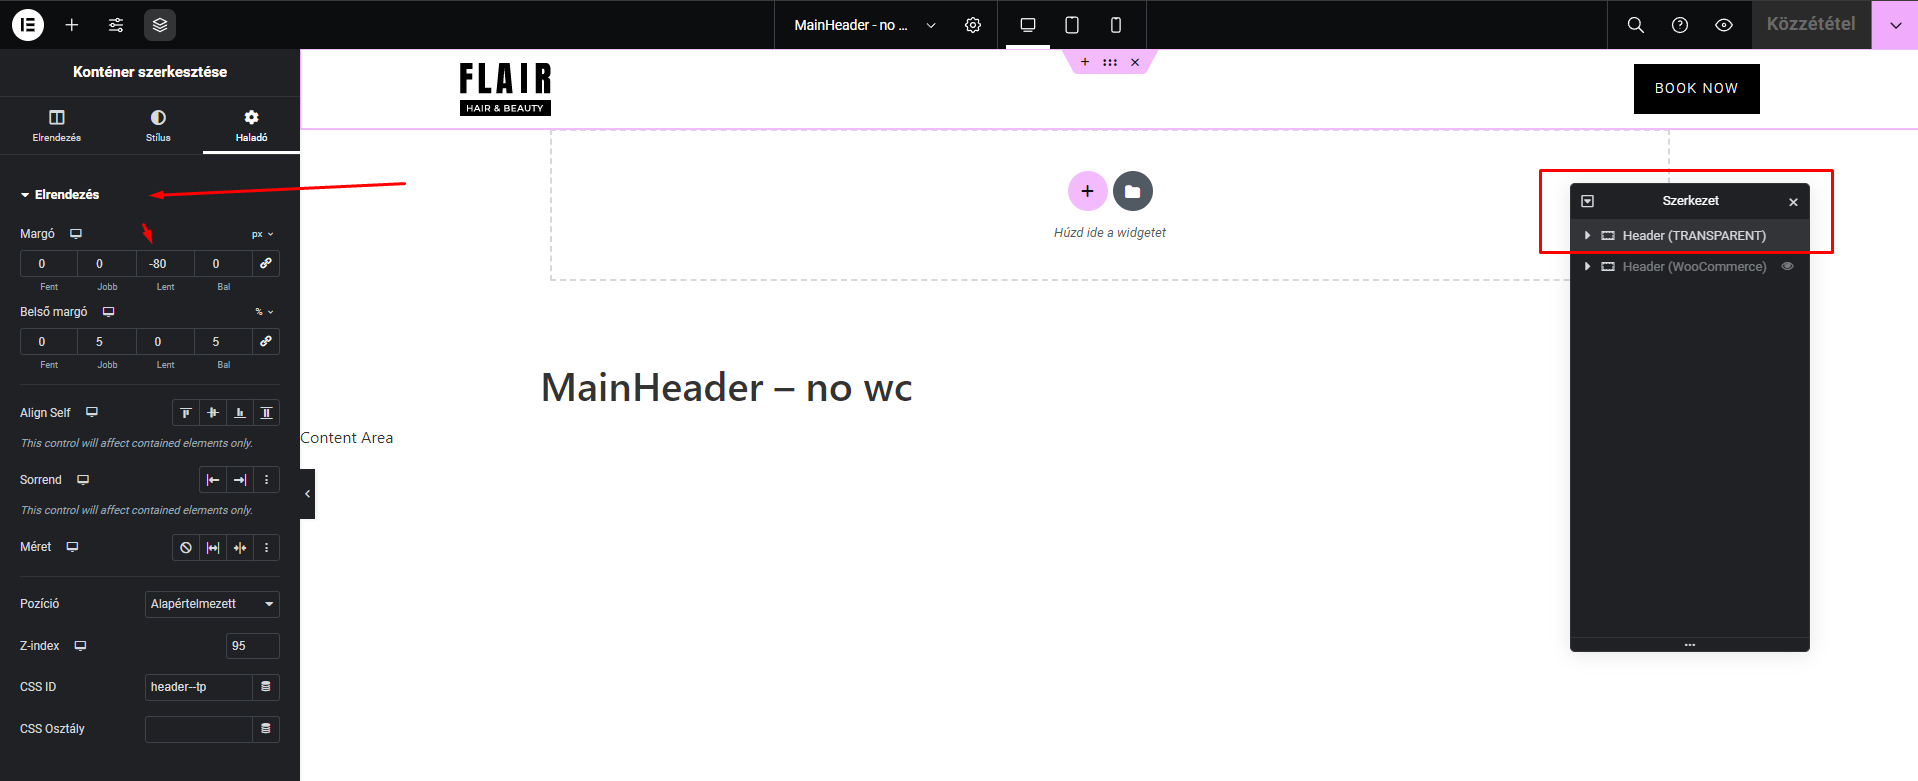 MainHeader - no ...
Közzététel
Konténer szerkesztése
Elrendezés
Stílus
Haladó
Elrendezés
Margó
px
0
0
-80
0
Fent
Jobb
Lent
Bal
Belső margó
%
0
5
0
5
Fent
Jobb
Lent
Bal
Align Self
This control will affect contained elements only.
Sorrend
This control will affect contained elements only.
Méret
Pozíció
Alapértelmezett
Z-index
95
CSS ID
header--tp
CSS Osztály
FLAIR
HAIR & BEAUTY
BOOK NOW
Húzd ide a widgetet
MainHeader – no wc
Content Area
Szerkezet
Header (TRANSPARENT)
Header (WooCommerce)